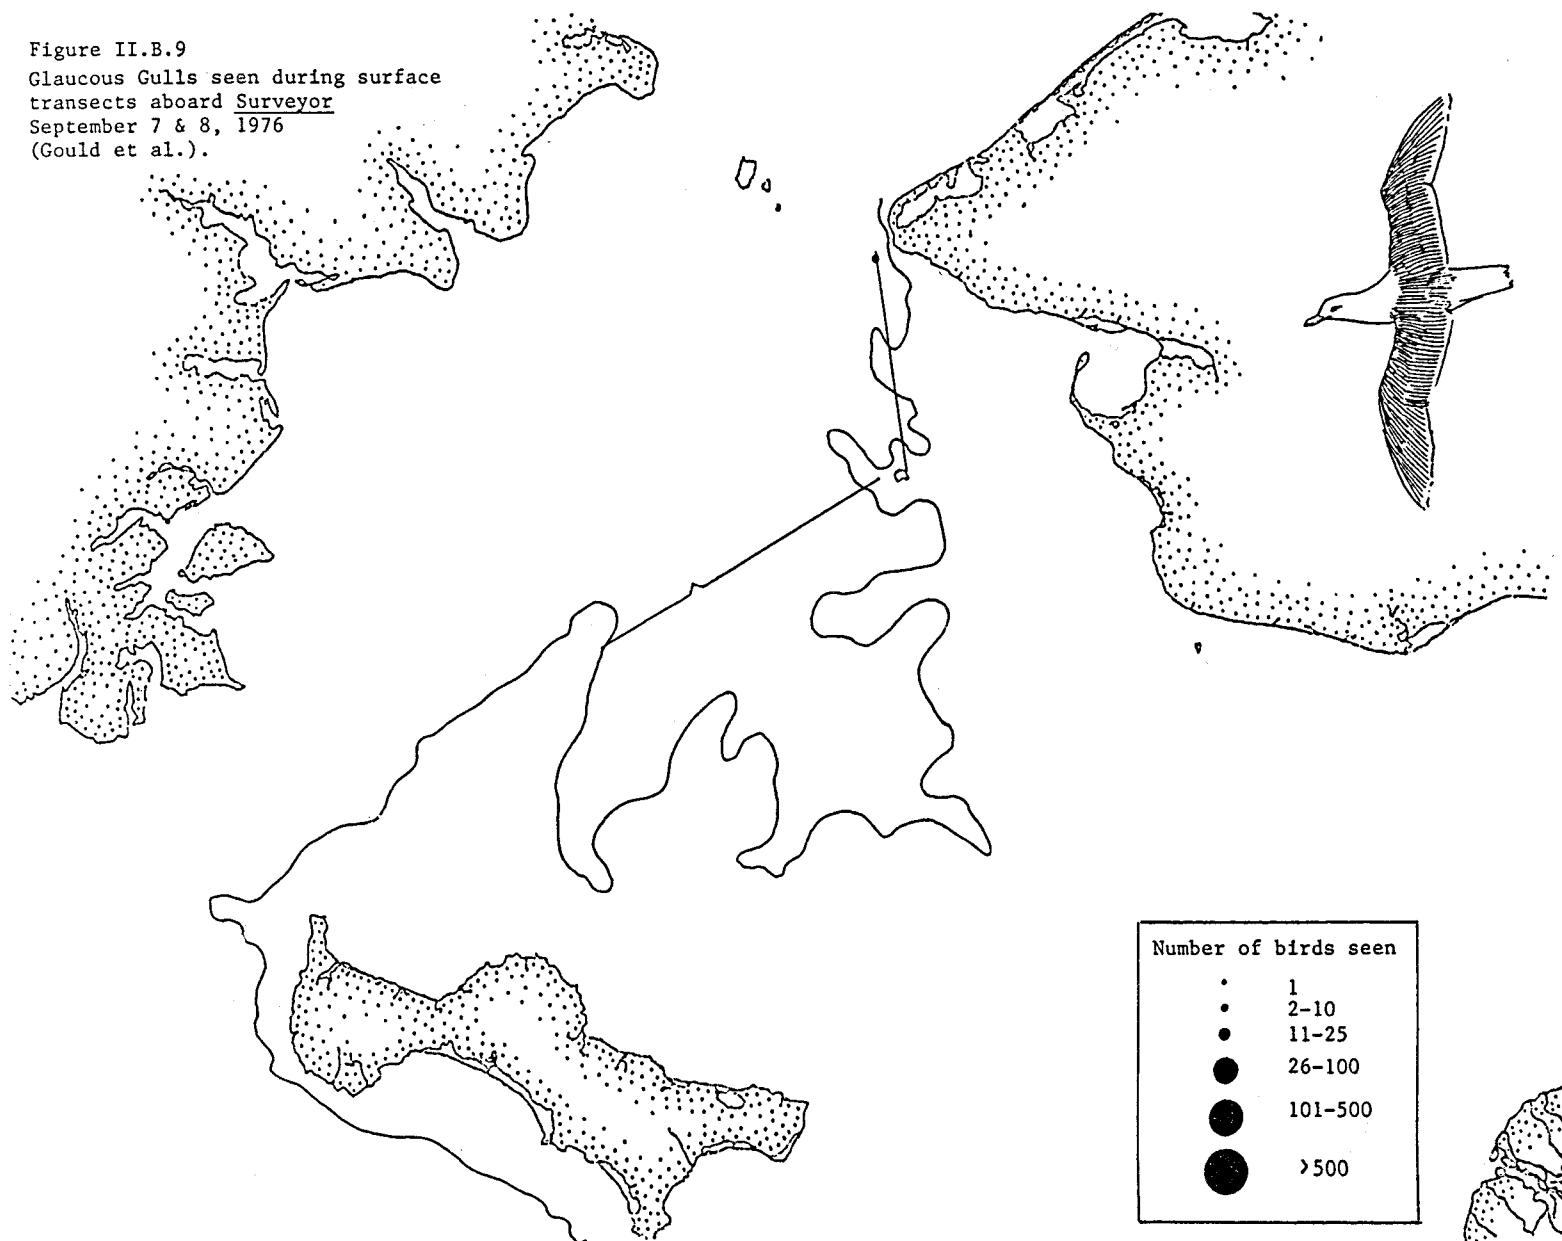 Figure II.B.9
Glaucous Gulls seen during surface
transects aboard Surveyor
September 7 & 8, 1976
(Gould et al.).
Number of birds seen
1
2-10
11-25
26-100
101-500
>500